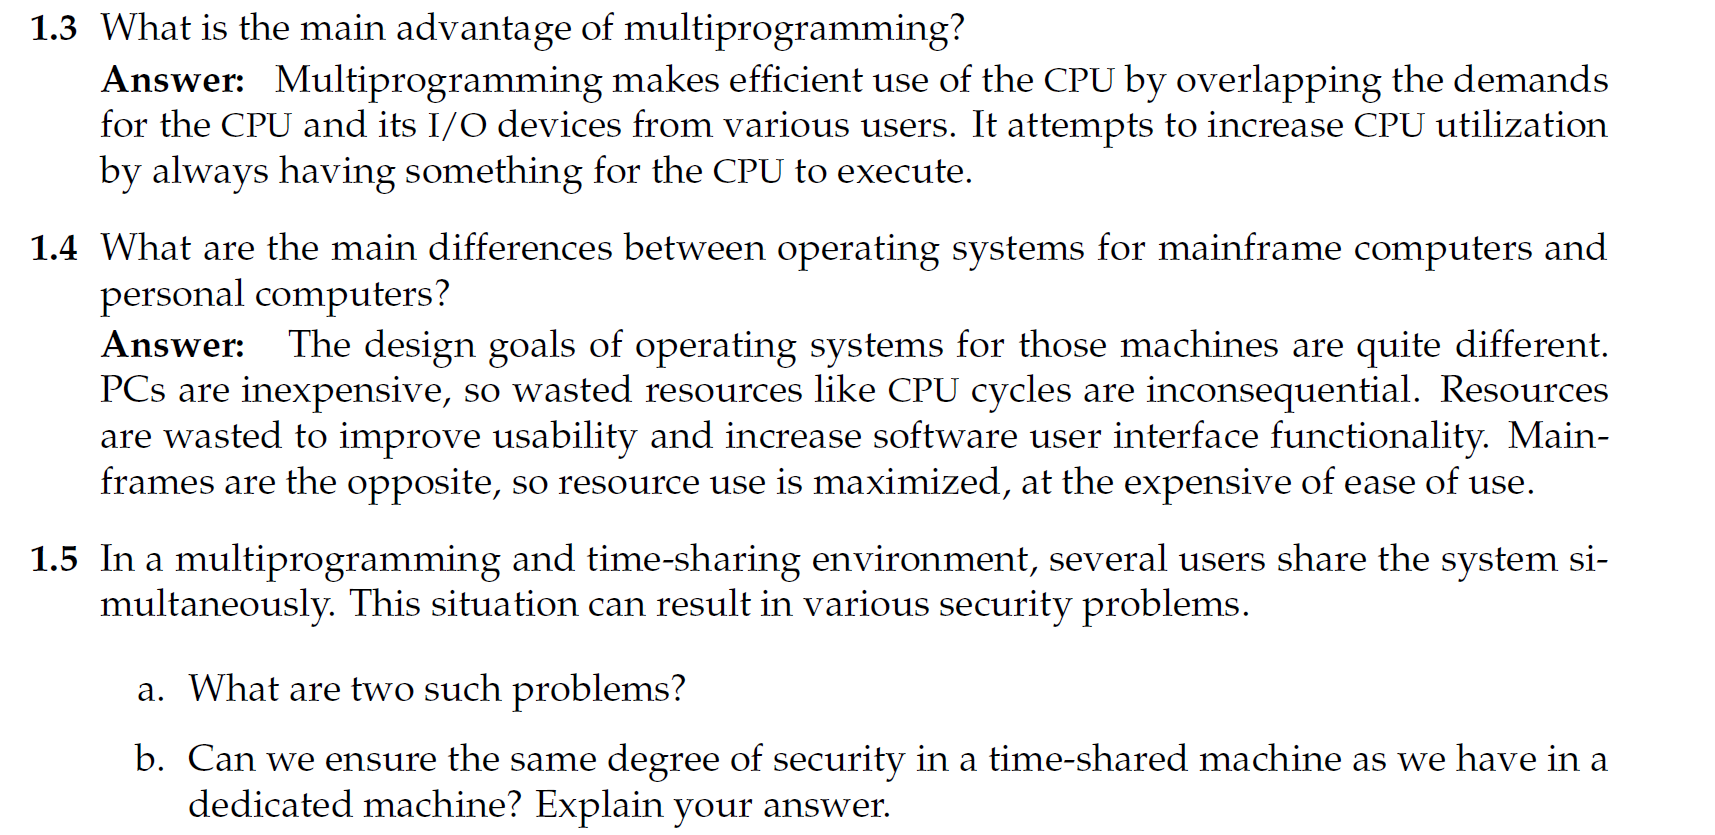 1.3 What is the main advantage of multiprogramming?
Answer: Multiprogramming makes efficient use of the CPU by overlapping the demands
for the CPU and its I/O devices from various users. It attempts to increase CPU utilization
by always having something for the CPU to execute.
1.4 What are the main differences between operating systems for mainframe computers and
personal computers?
Answer: The design goals of operating systems for those machines are quite different.
PCs are inexpensive, so wasted resources like CPU cycles are inconsequential. Resources
are wasted to improve usability and increase software user interface functionality. Main-
frames are the opposite, so resource use is maximized, at the expensive of ease of use.
1.5 In a multiprogramming and time-sharing environment, several users share the system si-
multaneously. This situation can result in various security problems.
a. What are two such problems?
b. Can we ensure the same degree of security in a time-shared machine as we have in a
dedicated machine? Explain your answer.